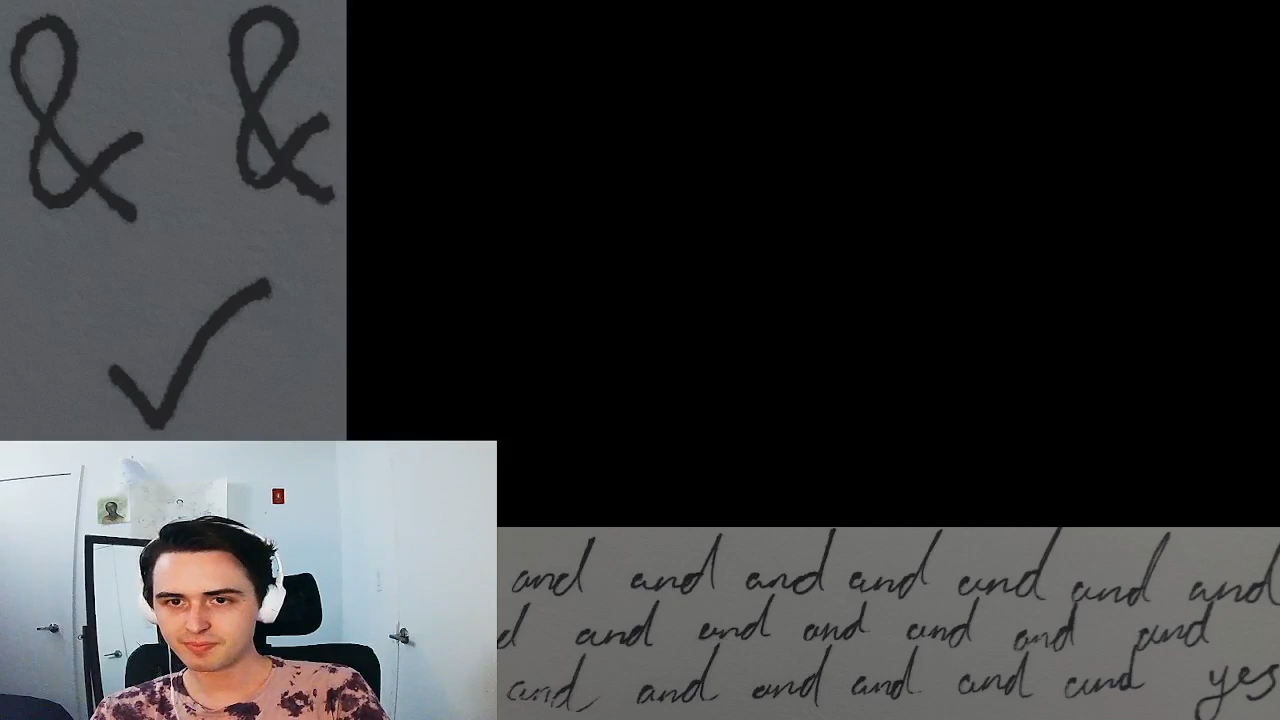 & &
✓
and and and and and and and
d and and and and and and
and and and and and and yes